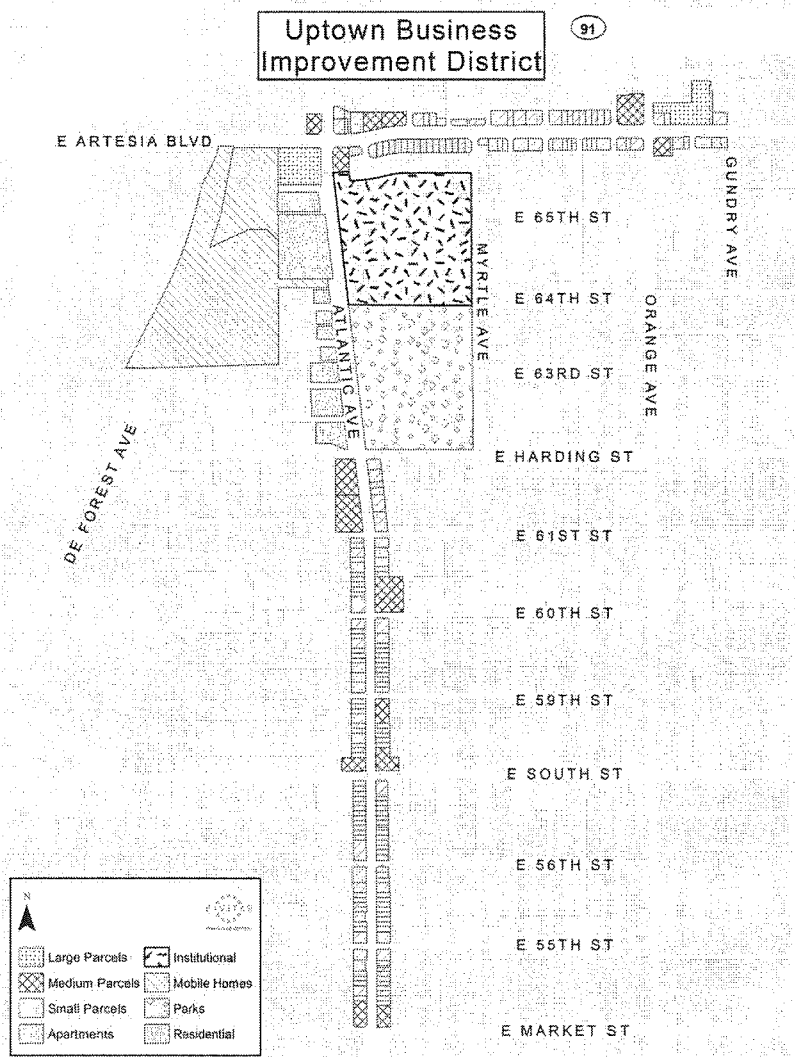 Uptown Business
Improvement District
91
E ARTESIA BLVD
GUNDRY AVE
E 65TH ST
MYRTLE AVE
E 64TH ST
ORANGE AVE
ATLANTIC AVE
E 63RD ST
E HARDING ST
DE FOREST AVE
E 61ST ST
E 60TH ST
E 59TH ST
E SOUTH ST
E 56TH ST
E 55TH ST
E MARKET ST
N
Large Parcels
Institutional
Medium Parcels
Mobile Homes
Small Parcels
Parks
Apartments
Residential